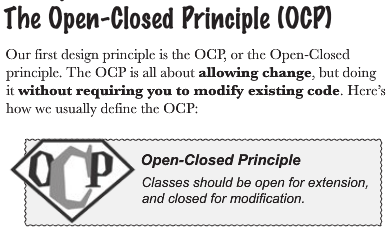 The Open-Closed Principle (OCP)
Our first design principle is the OCP, or the Open-Closed
principle. The OCP is all about allowing change, but doing
it without requiring you to modify existing code. Here's
how we usually define the OCP:
OCP
Open-Closed Principle
Classes should be open for extension,
and closed for modification.